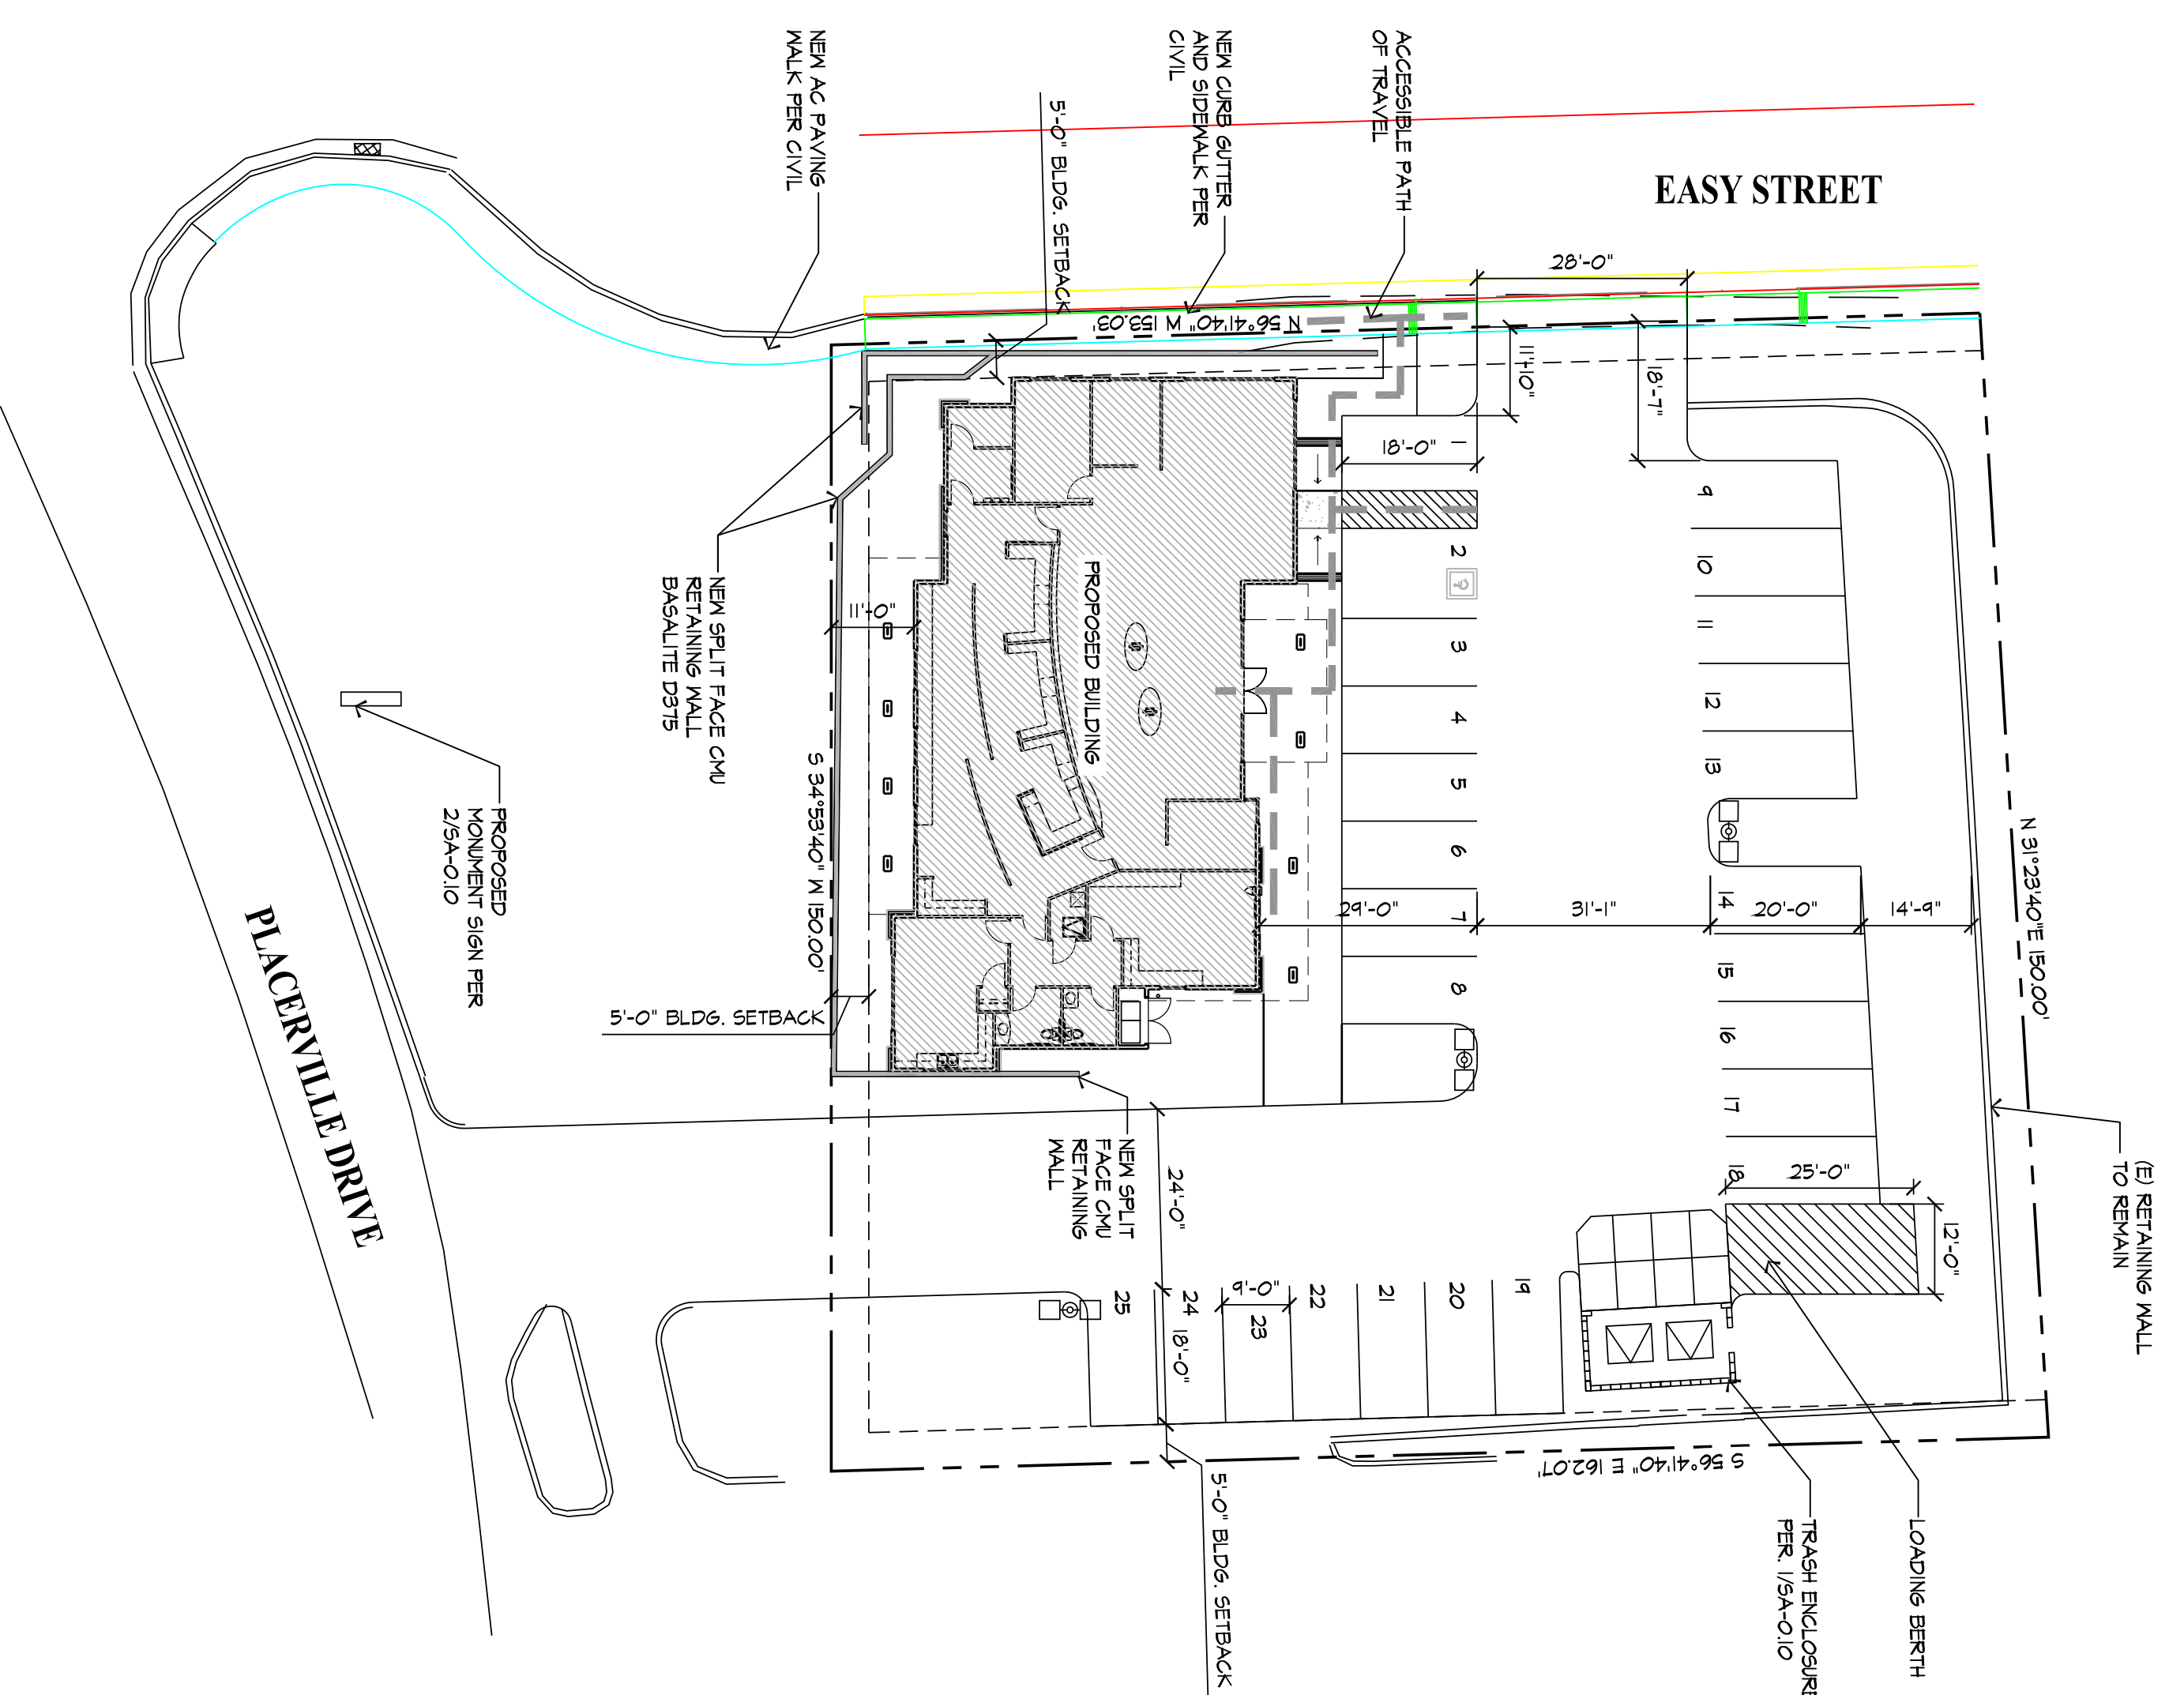 EASY STREET
ACCESSIBLE PATH
OF TRAVEL
NEW CURB GUTTER
AND SIDEWALK PER
CIVIL
5'-0" BLDG. SETBACK
NEW AC PAVING
WALK PER CIVIL
28'-0"
N 56°41'40" W 153.03'
11'-10"
18'-7"
18'-0"
1
2
3
4
5
6
7
8
9
10
11
12
13
14
15
16
17
18
PROPOSED BUILDING
11'-0"
NEW SPLIT FACE CMU
RETAINING WALL
BASALITE D375
PROPOSED
MONUMENT SIGN PER
2/SA-0.10
S 34°53'40" W 150.00'
N 31°23'40"E 150.00'
29'-0"
31'-1"
20'-0"
14'-9"
5'-0" BLDG. SETBACK
PLACERVILLE DRIVE
NEW SPLIT
FACE CMU
RETAINING
WALL
24'-0"
25'-0"
12'-0"
(E) RETAINING WALL
TO REMAIN
25
24
9'-0"
23
22
21
20
19
18'-0"
S 56°41'40" E 162.07'
5'-0" BLDG. SETBACK
TRASH ENCLOSURE
PER. 1/SA-0.10
LOADING BERTH